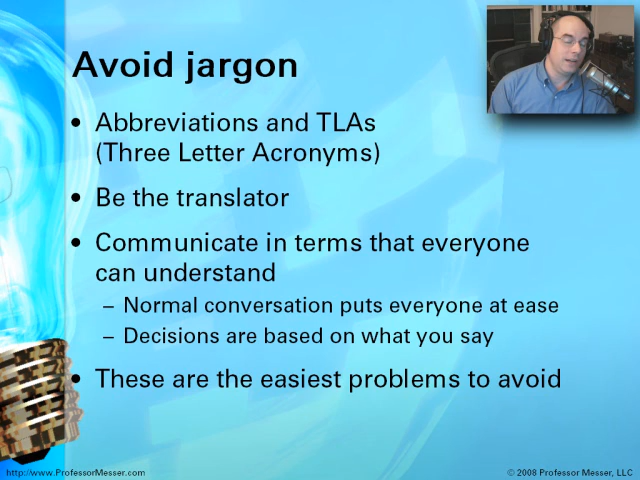 Avoid jargon
• Abbreviations and TLAs
(Three Letter Acronyms)
• Be the translator
• Communicate in terms that everyone
can understand
– Normal conversation puts everyone at ease
– Decisions are based on what you say
• These are the easiest problems to avoid
http://www.ProfessorMesser.com
© 2008 Professor Messer, LLC